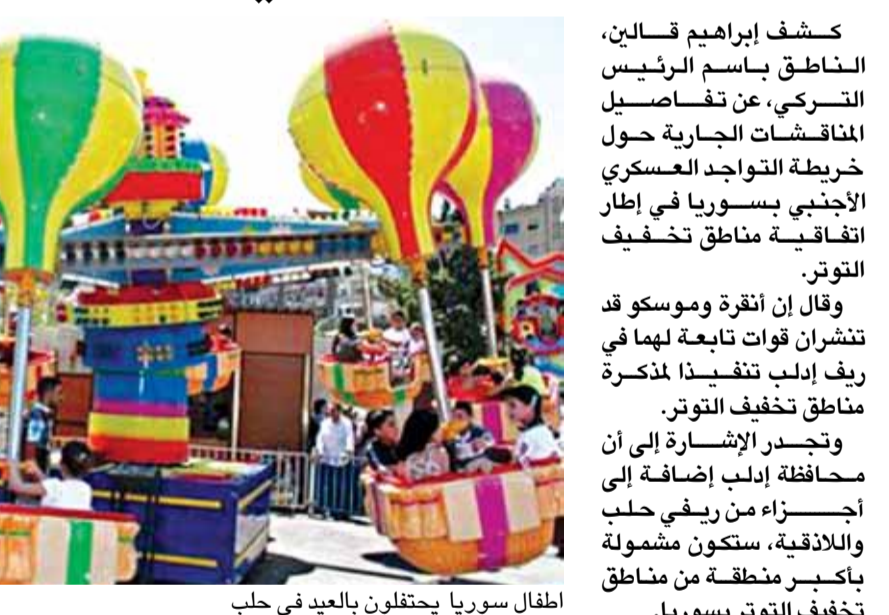 كشف إبراهيم قالين،
الناطق باسم الرئيس
التركي، عن تفاصيل
المناقشات الجارية حول
خريطة التواجد العسكري
الأجنبي بسوريا في إطار
اتفاقية مناطق تخفيف
التوتر.
وقال إن أنقرة وموسكو قد
تنشران قوات تابعة لهما في
ريف إدلب تنفيذا لمذكرة
مناطق تخفيف التوتر.
وتجدر الإشارة إلى أن
محافظة إدلب إضافة إلى
أجزاء من ريفي حلب
واللاذقية، ستكون مشمولة
بأكبر منطقة من مناطق
تخفيف التوتر بسوريا.
اطفال سوريا يحتفلون بالعيد في حلب